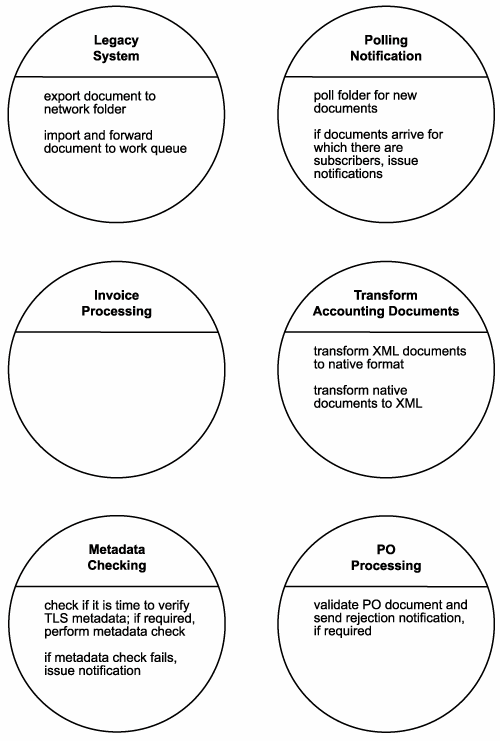 Legacy
System
export document to
network folder
import and forward
document to work queue
Polling
Notification
poll folder for new
documents
if documents arrive for
which there are
subscribers, issue
notifications
Invoice
Processing
Transform
Accounting Documents
transform XML documents
to native format
transform native
documents to XML
Metadata
Checking
check if it is time to verify
TLS metadata; if required,
perform metadata check
if metadata check fails,
issue notification
PO
Processing
validate PO document and
send rejection notification,
if required